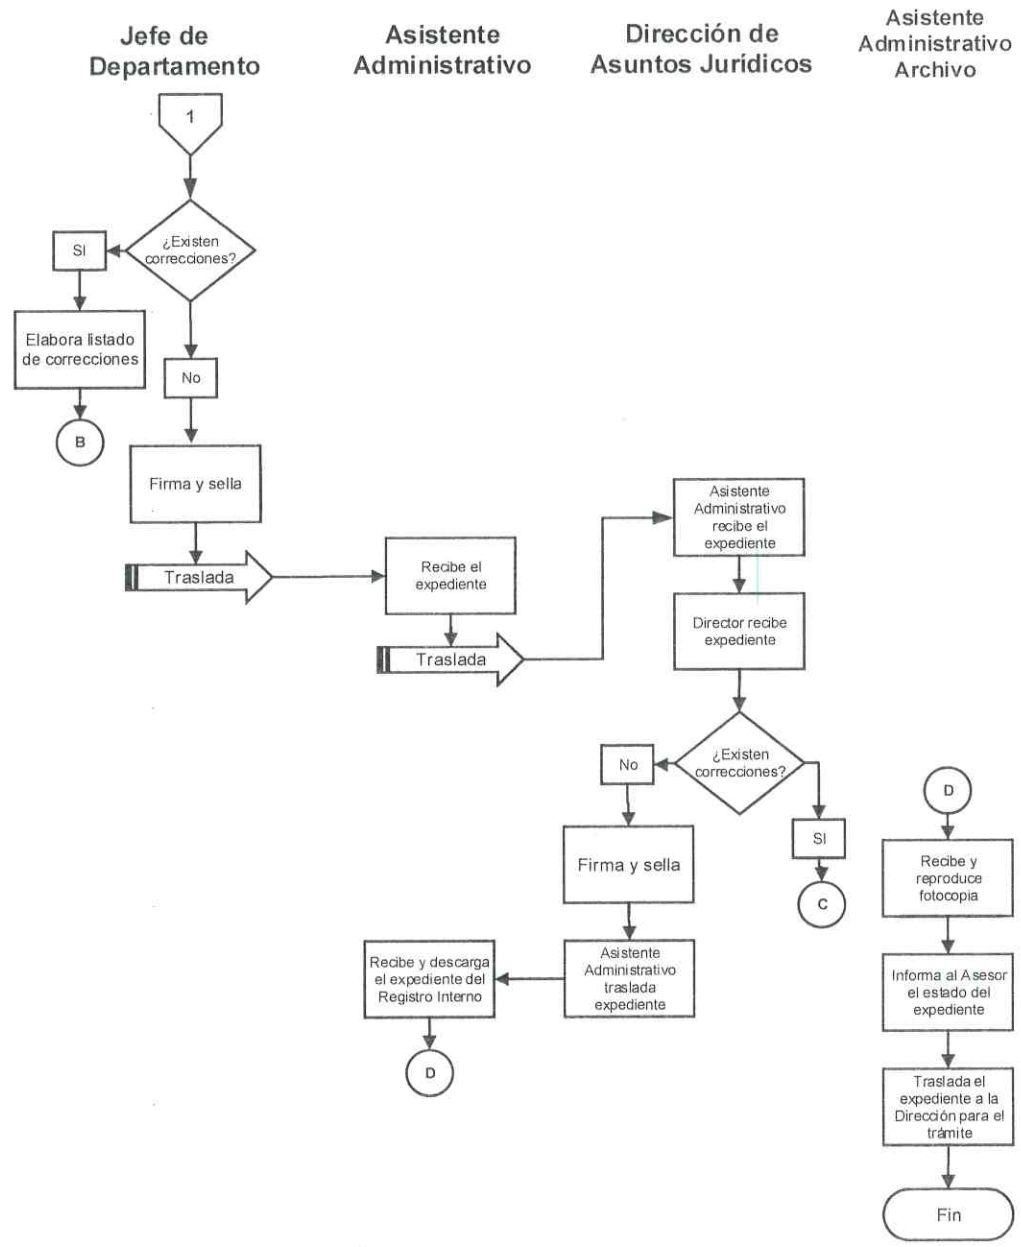 Jefe de
Departamento
Asistente
Administrativo
Dirección de
Asuntos Jurídicos
Asistente
Administrativo
Archivo
1
¿Existen
correcciones?
SI
Elabora listado
de correcciones
B
No
Firma y sella
Traslada
Recibe el
expediente
Traslada
Asistente
Administrativo
recibe el
expediente
Director recibe
expediente
¿Existen
correcciones?
No
SI
C
Firma y sella
Asistente
Administrativo
traslada
expediente
Recibe y descarga
el expediente del
Registro Interno
D
D
Recibe y
reproduce
fotocopia
Informa al Asesor
el estado del
expediente
Traslada el
expediente a la
Dirección para el
trámite
Fin